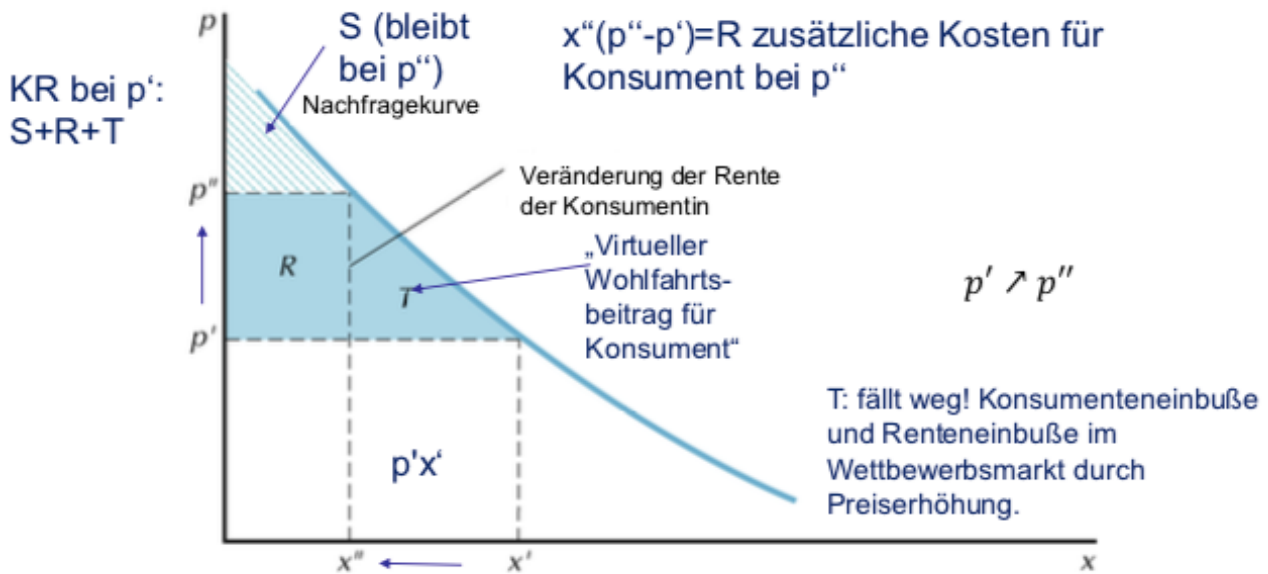 p
S (bleibt
bei p“)
Nachfragekurve
x“(p“-p‘)=R zusätzliche Kosten für
Konsument bei p“
KR bei p‘:
S+R+T
p"
Veränderung der Rente
der Konsumentin
R
T
„Virtueller
Wohlfahrts-
beitrag für
Konsument“
p′ ↗ p′′
p'
T: fällt weg! Konsumenteneinbuße
und Renteneinbuße im
Wettbewerbsmarkt durch
Preiserhöhung.
p'x‘
x"
x'
x